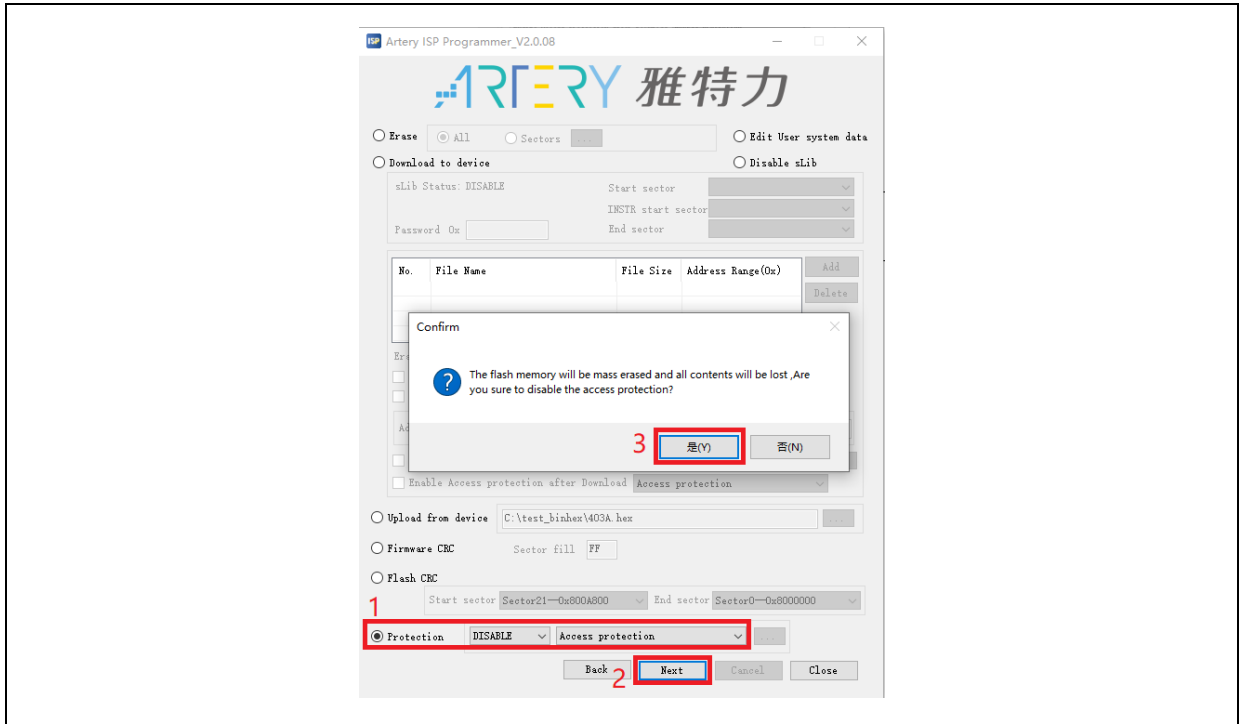 ISP Artery ISP Programmer_V2.0.08
ARTERY 雅特力
Erase All Sectors ... Edit User system data
Download to device Disable sLib
sLib Status: DISABLE Start sector
INSTR start sector
Password 0x End sector
No. File Name File Size Address Range(0x) Add
Delete
Confirm
The flash memory will be mass erased and all contents will be lost ,Are
you sure to disable the access protection?
3 是(Y) 否(N)
Enable Access protection after Download Access protection
Upload from device C:\test_binhex\403A.hex ...
Firmware CRC Sector fill FF
Flash CRC
Start sector Sector21—0x800A800 End sector Sector0—0x8000000
1
Protection DISABLE Access protection ...
Back 2 Next Cancel Close